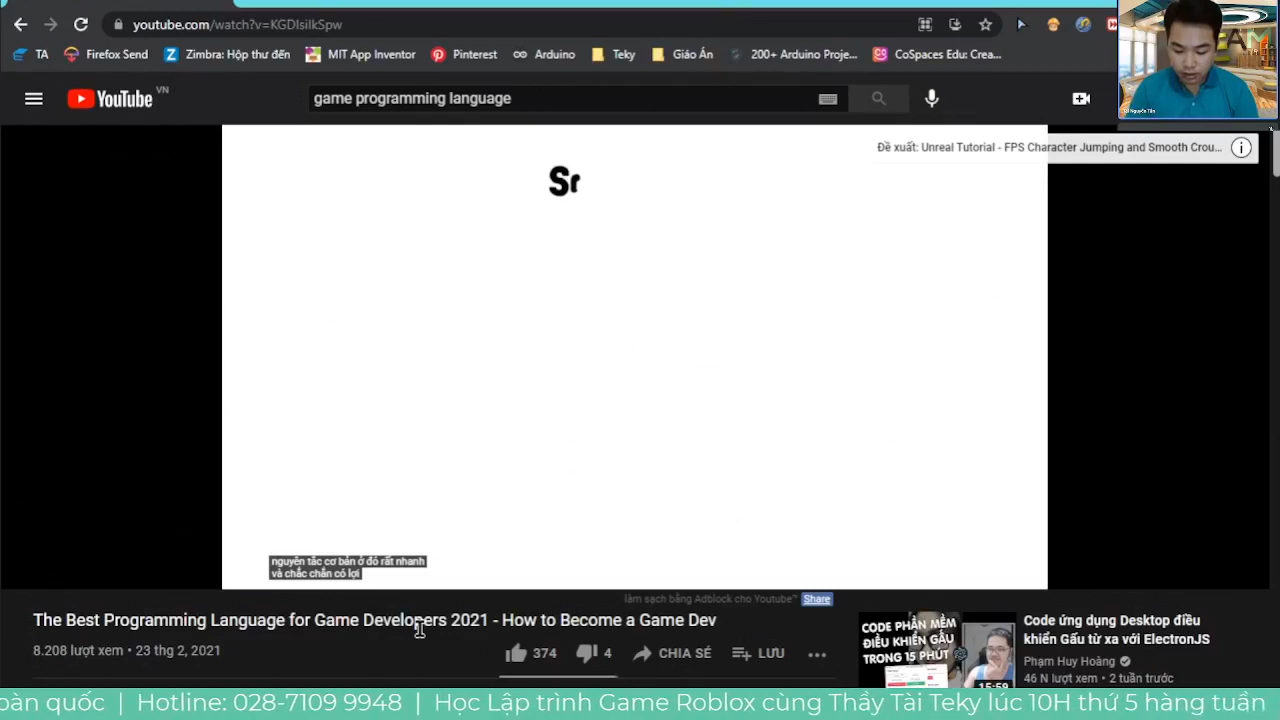 youtube.com/watch?v=KGDIsiIkSpw
TA
Firefox Send
Zimbra: Hộp thư đến
MIT App Inventor
Pinterest
Arduino
Teky
Giáo Án
200+ Arduino Proje...
CoSpaces Edu: Crea...
YouTube VN
game programming language
Đề xuất: Unreal Tutorial - FPS Character Jumping and Smooth Crou...
Sr
nguyên tắc cơ bản ở đó rất nhanh
và chắc chắn có lợi
làm sạch bằng Adblock cho Youtube™ Share
The Best Programming Language for Game Developers 2021 - How to Become a Game Dev
8.208 lượt xem • 23 thg 2, 2021
374
4
CHIA SẺ
LƯU
CODE PHẦN MỀM
ĐIỀU KHIỂN GẤU
TRONG 15 PHÚT
15:59
Code ứng dụng Desktop điều
khiển Gấu từ xa với ElectronJS
Phạm Huy Hoàng
46 N lượt xem • 2 tuần trước
oàn quốc | Hotline: 028-7109 9948 | Học Lập trình Game Roblox cùng Thầy Tài Teky lúc 10H thứ 5 hàng tuần